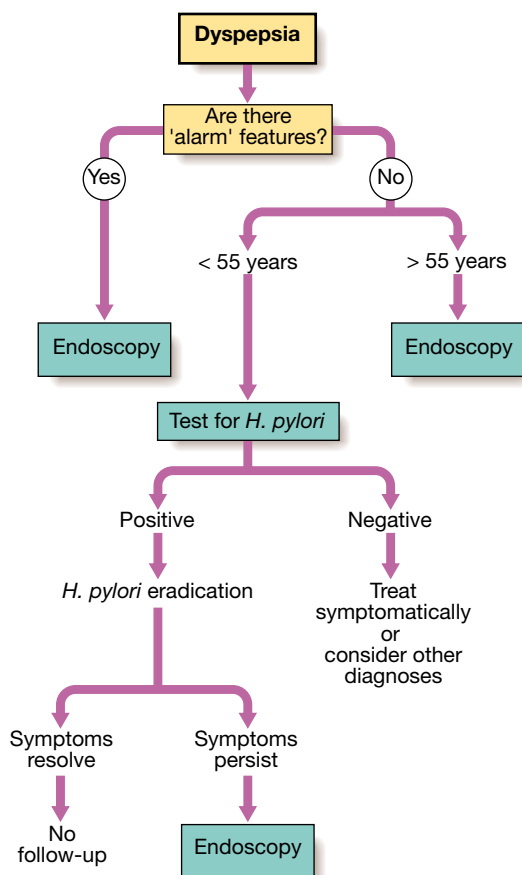 Dyspepsia
Are there
'alarm' features?
Yes
No
< 55 years
> 55 years
Endoscopy
Endoscopy
Test for H. pylori
Positive
Negative
H. pylori eradication
Treat
symptomatically
or
consider other
diagnoses
Symptoms
resolve
Symptoms
persist
No
follow-up
Endoscopy